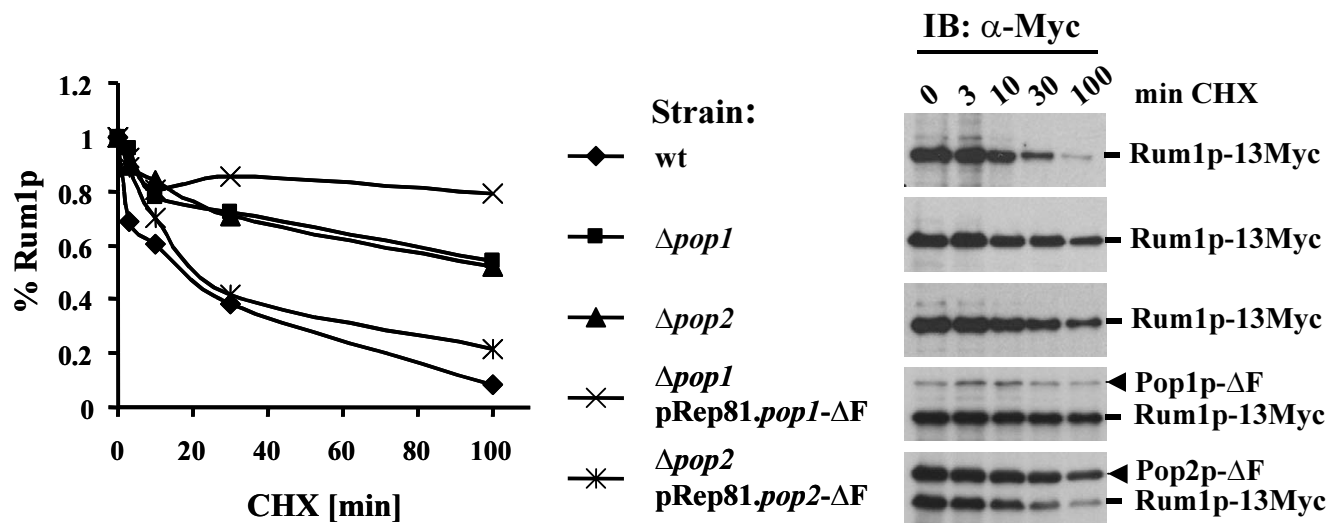 1.2
1
0.8
0.6
0.4
0.2
0
% Rum1p
0 20 40 60 80 100
CHX [min]
Strain:
wt
Δpop1
Δpop2
Δpop1
pRep81.pop1-ΔF
Δpop2
pRep81.pop2-ΔF
IB: α-Myc
0 3 10 30 100 min CHX
Rum1p-13Myc
Rum1p-13Myc
Rum1p-13Myc
Pop1p-ΔF
Rum1p-13Myc
Pop2p-ΔF
Rum1p-13Myc